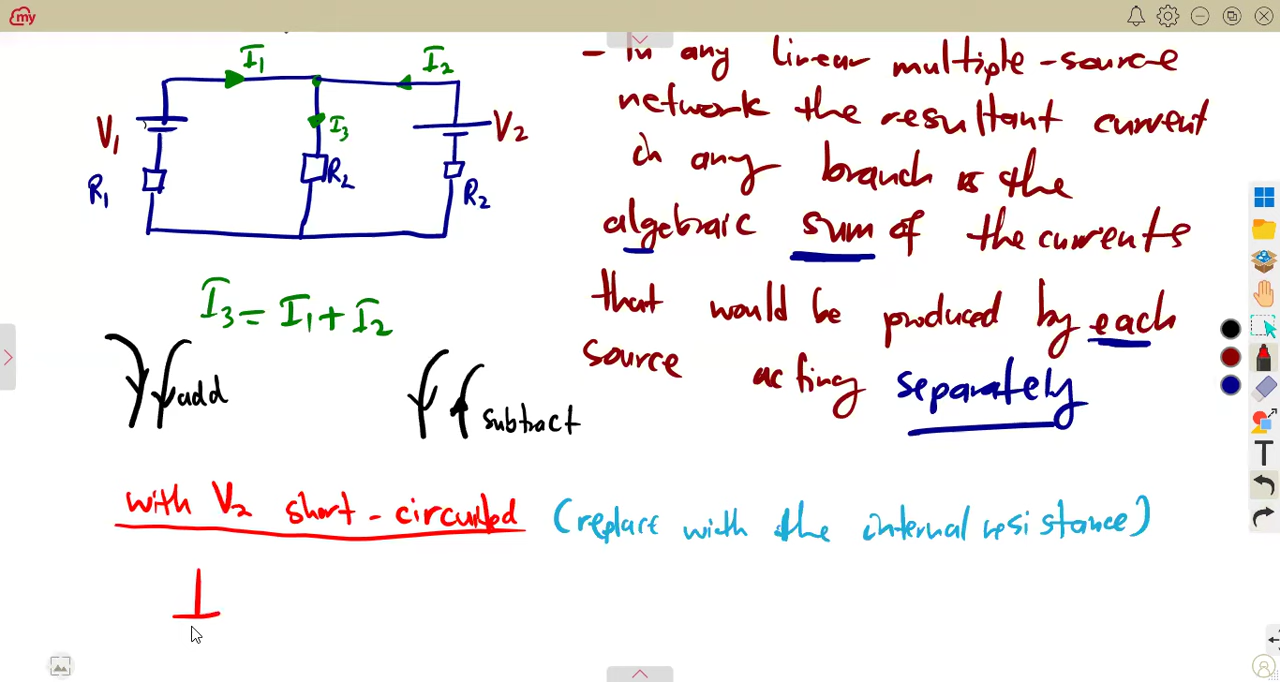 my
I1
I2
I3
V1
V2
R1
R2
R2
- In any linear multiple-source
network the resultant current
in any branch is the
algebraic sum of the currents
that would be produced by each
source acting separately
I3 = I1 + I2
add
subtract
with V2 short-circuited (replace with the internal resistance)
T